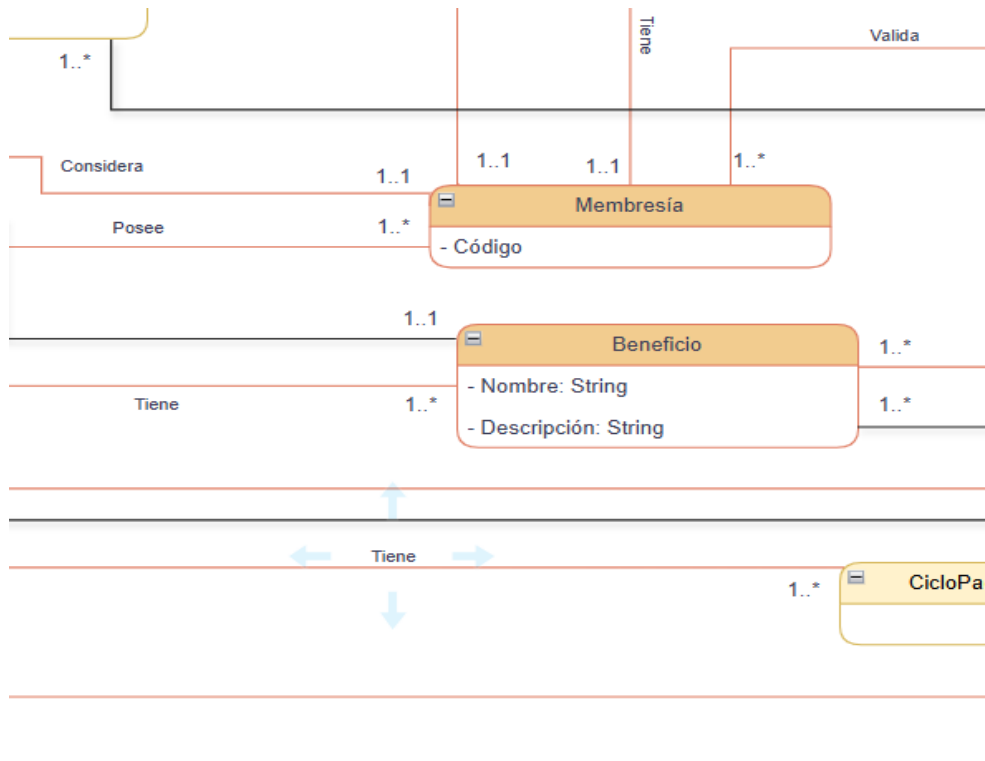 Tiene
Valida
1..*
Considera
1..1
1..1
1..1
1..*
Membresía
Posee
1..*
- Código
1..1
Beneficio
1..*
- Nombre: String
Tiene
1..*
1..*
- Descripción: String
Tiene
1..*
CicloPa